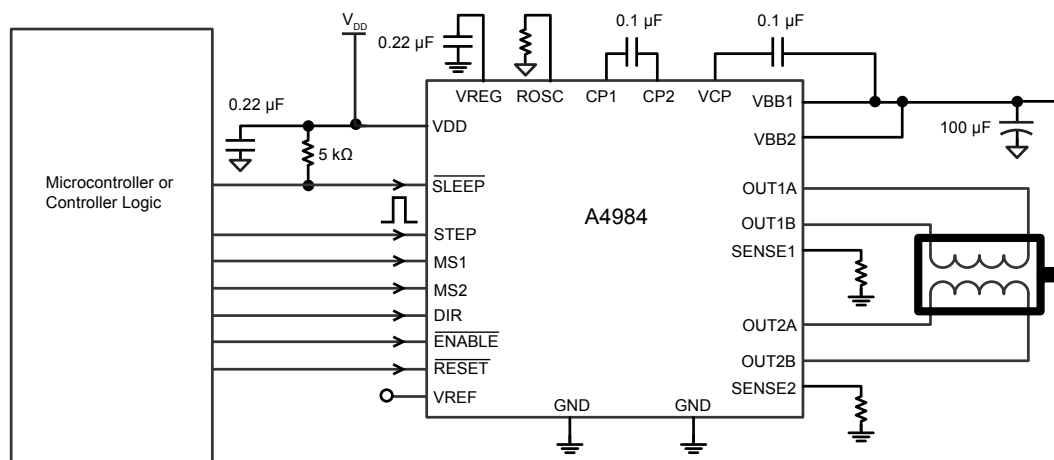 V_DD
0.22 µF
0.1 µF
0.1 µF
0.22 µF
VREG
ROSC
CP1
CP2
VCP
VBB1
VDD
VBB2
100 µF
5 kΩ
Microcontroller or
Controller Logic
SLEEP
OUT1A
A4984
OUT1B
STEP
SENSE1
MS1
MS2
DIR
OUT2A
ENABLE
OUT2B
RESET
SENSE2
VREF
GND
GND